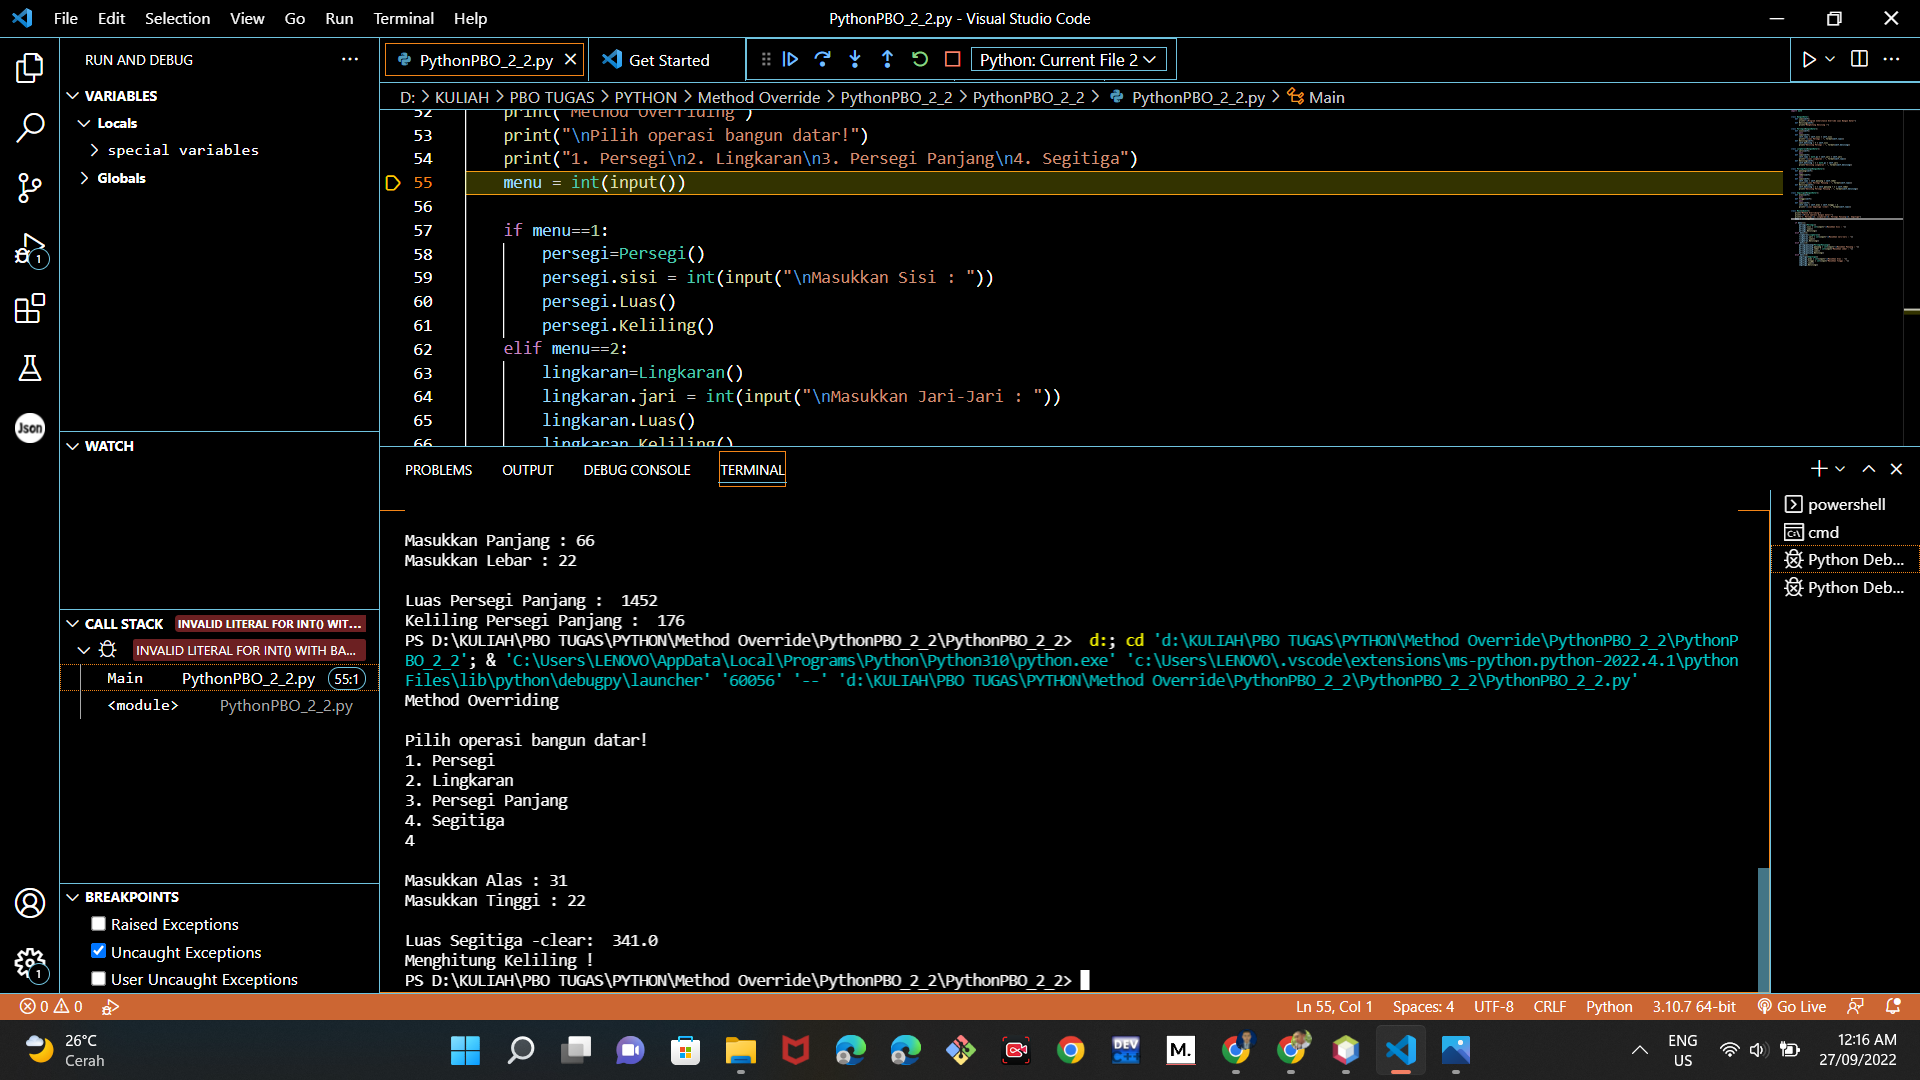 File Edit Selection View Go Run Terminal Help
PythonPBO_2_2.py - Visual Studio Code
RUN AND DEBUG
PythonPBO_2_2.py
Get Started
Python: Current File 2
VARIABLES
Locals
special variables
Globals
WATCH
CALL STACK INVALID LITERAL FOR INT() WIT...
INVALID LITERAL FOR INT() WITH BA...
Main PythonPBO_2_2.py 55:1
<module> PythonPBO_2_2.py
BREAKPOINTS
Raised Exceptions
Uncaught Exceptions
User Uncaught Exceptions
1
Json
1
D: > KULIAH > PBO TUGAS > PYTHON > Method Override > PythonPBO_2_2 > PythonPBO_2_2 > PythonPBO_2_2.py > Main
52 print("Method Overriding")
53 print("\nPilih operasi bangun datar!")
54 print("1. Persegi\n2. Lingkaran\n3. Persegi Panjang\n4. Segitiga")
55 menu = int(input())
56
57 if menu==1:
58 persegi=Persegi()
59 persegi.sisi = int(input("\nMasukkan Sisi : "))
60 persegi.Luas()
61 persegi.Keliling()
62 elif menu==2:
63 lingkaran=Lingkaran()
64 lingkaran.jari = int(input("\nMasukkan Jari-Jari : "))
65 lingkaran.Luas()
66 lingkaran.Keliling()
PROBLEMS OUTPUT DEBUG CONSOLE TERMINAL
Masukkan Panjang : 66
Masukkan Lebar : 22
Luas Persegi Panjang :  1452
Keliling Persegi Panjang :  176
PS D:\KULIAH\PBO TUGAS\PYTHON\Method Override\PythonPBO_2_2\PythonPBO_2_2>  d:; cd 'd:\KULIAH\PBO TUGAS\PYTHON\Method Override\PythonPBO_2_2\PythonP
BO_2_2'; & 'C:\Users\LENOVO\AppData\Local\Programs\Python\Python310\python.exe' 'c:\Users\LENOVO\.vscode\extensions\ms-python.python-2022.4.1\python
Files\lib\python\debugpy\launcher' '60056' '--' 'd:\KULIAH\PBO TUGAS\PYTHON\Method Override\PythonPBO_2_2\PythonPBO_2_2\PythonPBO_2_2.py'
Method Overriding
Pilih operasi bangun datar!
1. Persegi
2. Lingkaran
3. Persegi Panjang
4. Segitiga
4
Masukkan Alas : 31
Masukkan Tinggi : 22
Luas Segitiga -clear:  341.0
Menghitung Keliling !
PS D:\KULIAH\PBO TUGAS\PYTHON\Method Override\PythonPBO_2_2\PythonPBO_2_2>
powershell
cmd
Python Deb...
Python Deb...
0 0
Ln 55, Col 1 Spaces: 4 UTF-8 CRLF Python 3.10.7 64-bit Go Live
26°C
Cerah
DEV
C++
M.
ENG
US
12:16 AM
27/09/2022